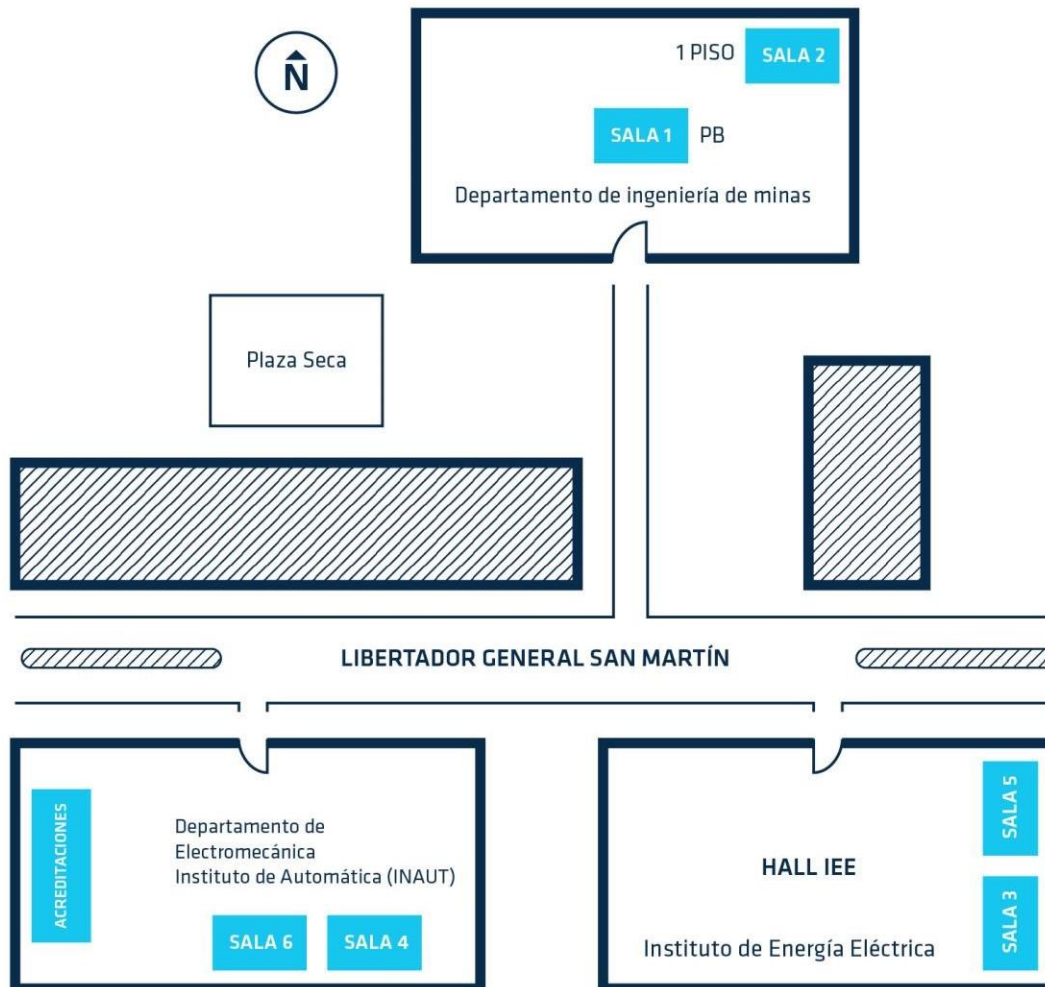 N
1 PISO
SALA 2
SALA 1
PB
Departamento de ingeniería de minas
Plaza Seca
LIBERTADOR GENERAL SAN MARTÍN
ACREDITACIONES
Departamento de
Electromecánica
Instituto de Automática (INAUT)
SALA 6
SALA 4
HALL IEE
Instituto de Energía Eléctrica
SALA 5
SALA 3